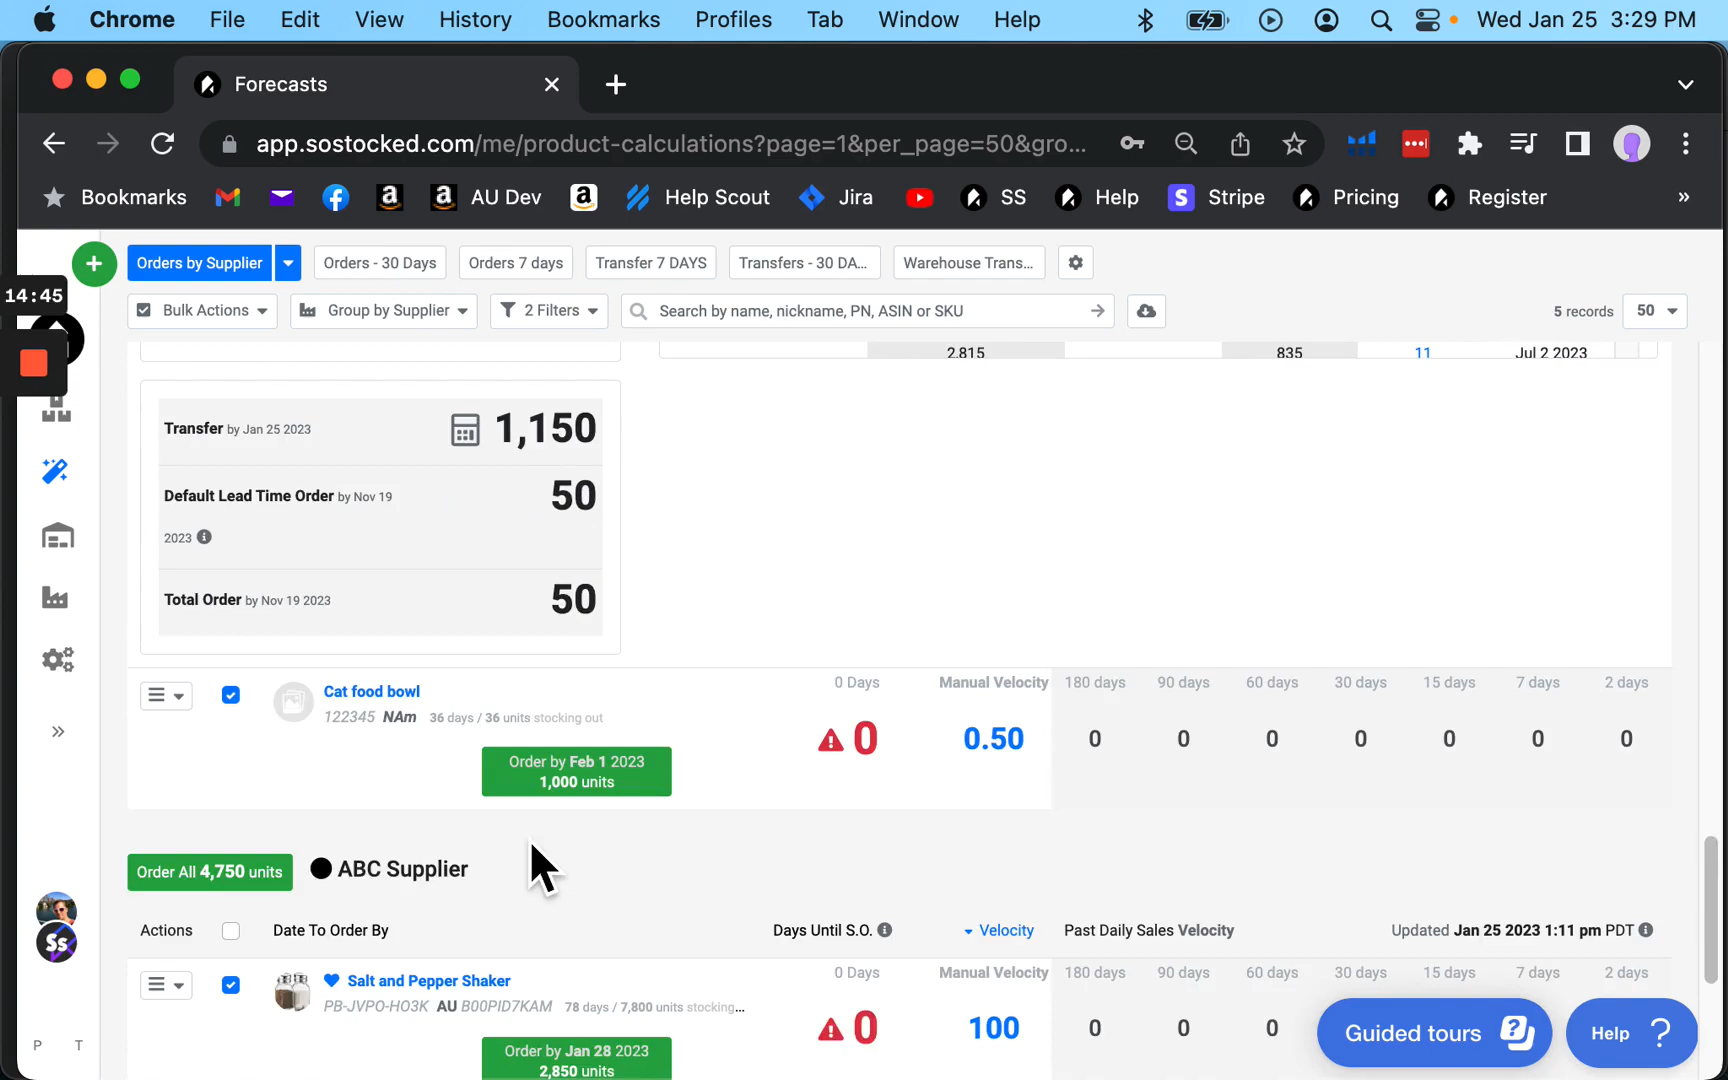 Chrome File Edit View History Bookmarks Profiles Tab Window Help Wed Jan 25 3:29 PM
Forecasts
app.sostocked.com/me/product-calculations?page=1&per_page=50&gro...
Bookmarks AU Dev Help Scout Jira SS Help Stripe Pricing Register »
Orders by Supplier Orders - 30 Days Orders 7 days Transfer 7 DAYS Transfers - 30 DA... Warehouse Trans...
14:45
Bulk Actions Group by Supplier 2 Filters Search by name, nickname, PN, ASIN or SKU 5 records 50
2,815 835 11 Jul 2 2023
Transfer by Jan 25 2023 1,150
Default Lead Time Order by Nov 19 50
2023
Total Order by Nov 19 2023 50
0 Days Manual Velocity 180 days 90 days 60 days 30 days 15 days 7 days 2 days
Cat food bowl
122345 NAm 36 days / 36 units stocking out
0 0.50 0 0 0 0 0 0 0
Order by Feb 1 2023
1,000 units
Order All 4,750 units ABC Supplier
Actions Date To Order By Days Until S.O. Velocity Past Daily Sales Velocity Updated Jan 25 2023 1:11 pm PDT
0 Days Manual Velocity 180 days 90 days 60 days 30 days 15 days 7 days 2 days
Salt and Pepper Shaker
PB-JVPO-HO3K AU B00PID7KAM 78 days / 7,800 units stocking...
0 100 0 0 0
Ss
Order by Jan 28 2023
2,850 units
P T
Guided tours ? Help ?